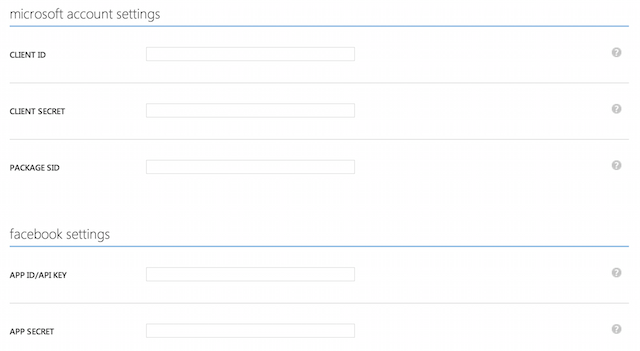 microsoft account settings
CLIENT ID
?
CLIENT SECRET
?
PACKAGE SID
?
facebook settings
APP ID/API KEY
?
APP SECRET
?